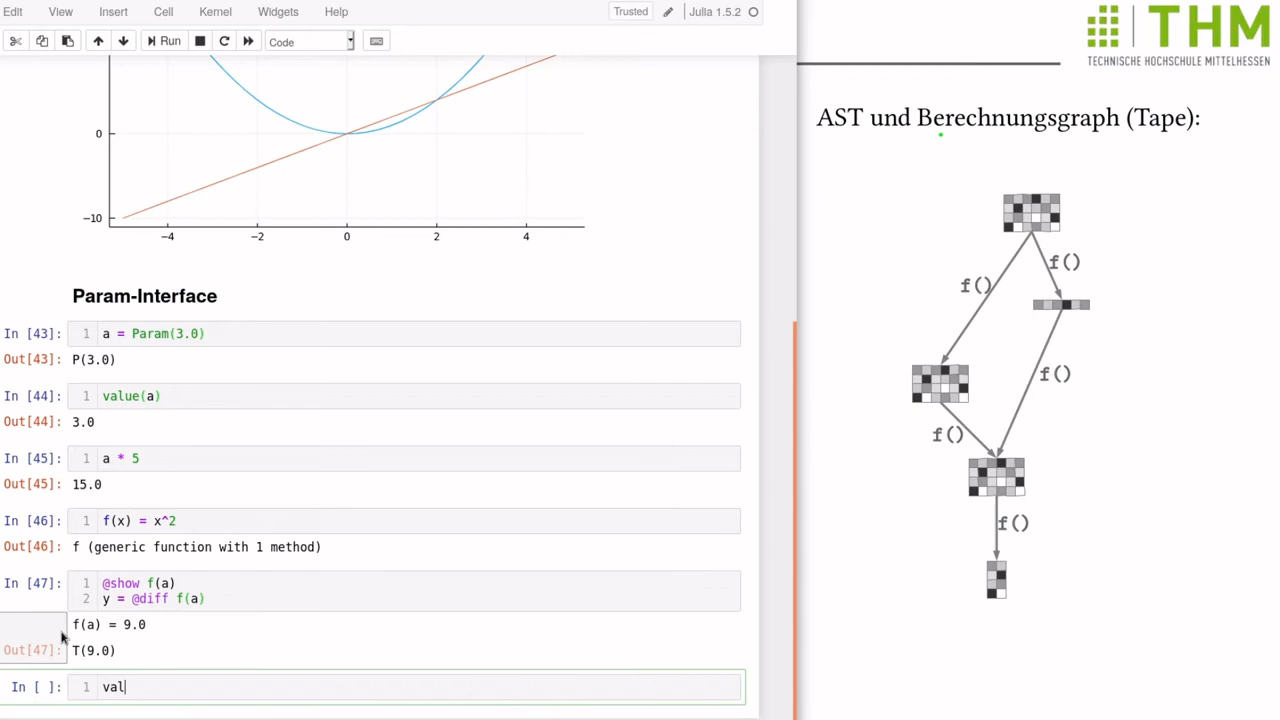 Edit View Insert Cell Kernel Widgets Help Trusted Julia 1.5.2
Run Code
0
−10
−4 −2 0 2 4
Param-Interface
In [43]: 1 a = Param(3.0)
Out[43]: P(3.0)
In [44]: 1 value(a)
Out[44]: 3.0
In [45]: 1 a * 5
Out[45]: 15.0
In [46]: 1 f(x) = x^2
Out[46]: f (generic function with 1 method)
In [47]: 1 @show f(a)
2 y = @diff f(a)
f(a) = 9.0
Out[47]: T(9.0)
In [ ]: 1 val
THM
TECHNISCHE HOCHSCHULE MITTELHESSEN
AST und Berechnungsgraph (Tape):
f()
f()
f()
f()
f()